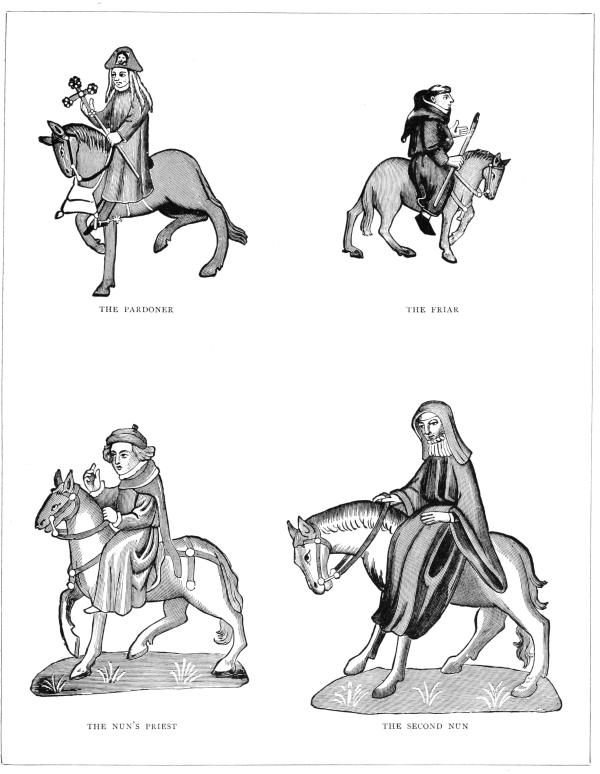 THE PARDONER
THE FRIAR
THE NUN'S PRIEST
THE SECOND NUN